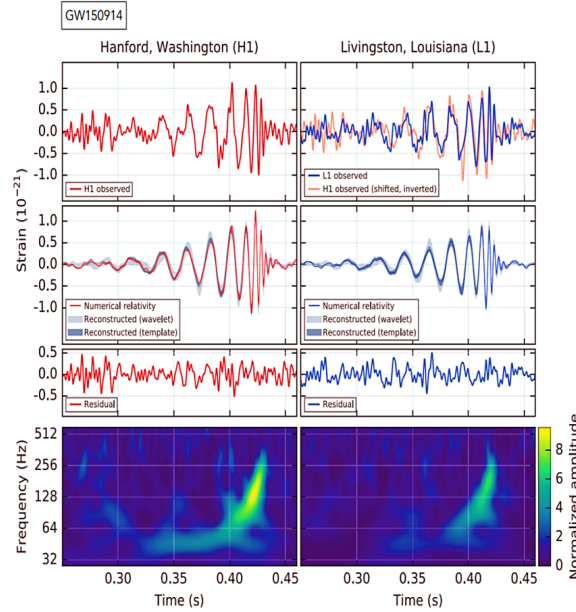 GW150914
Hanford, Washington (H1)
Livingston, Louisiana (L1)
Strain (10⁻²¹)
1.0
0.5
0.0
-0.5
-1.0
H1 observed
L1 observed
H1 observed (shifted, inverted)
1.0
0.5
0.0
-0.5
-1.0
Numerical relativity
Reconstructed (wavelet)
Reconstructed (template)
Numerical relativity
Reconstructed (wavelet)
Reconstructed (template)
0.5
0.0
-0.5
Residual
Residual
Frequency (Hz)
512
256
128
64
32
0.30
0.35
0.40
0.45
Time (s)
0.30
0.35
0.40
0.45
Time (s)
8
6
4
2
0
Normalized amplitude